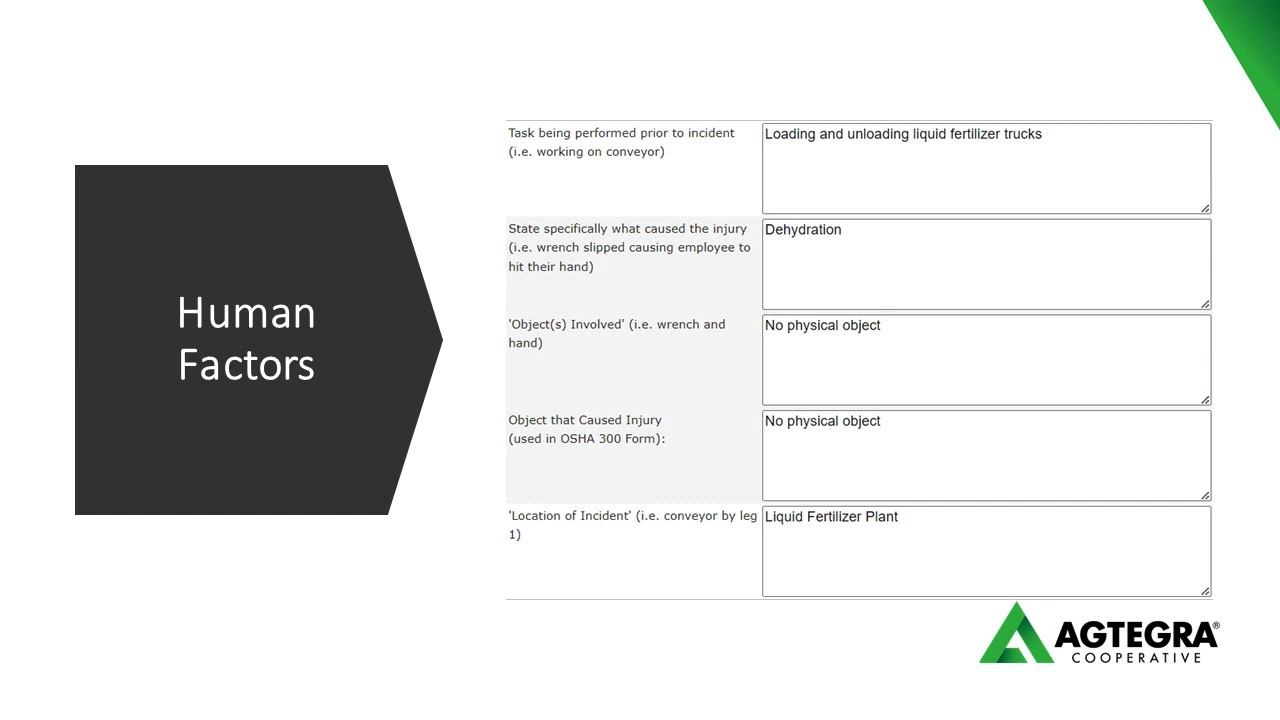 Human
Factors
Task being performed prior to incident
(i.e. working on conveyor)
Loading and unloading liquid fertilizer trucks
State specifically what caused the injury
(i.e. wrench slipped causing employee to
hit their hand)
Dehydration
'Object(s) Involved' (i.e. wrench and
hand)
No physical object
Object that Caused Injury
(used in OSHA 300 Form):
No physical object
'Location of Incident' (i.e. conveyor by leg
1)
Liquid Fertilizer Plant
AGTEGRA®
COOPERATIVE